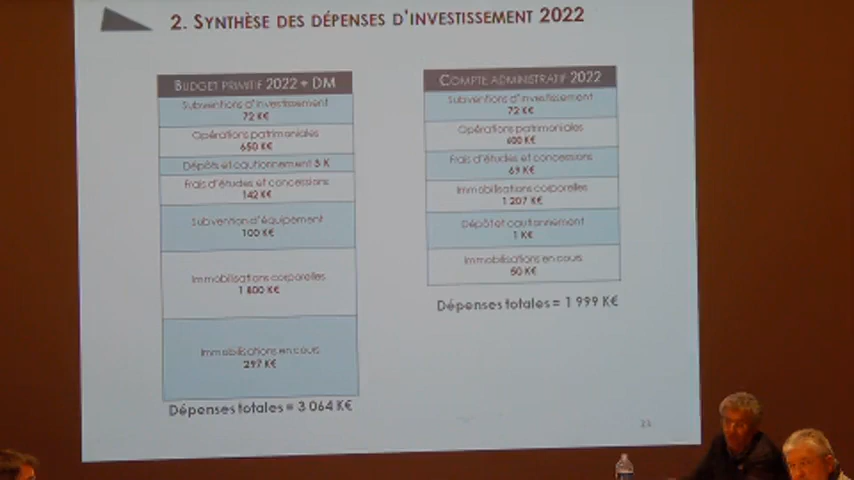 2. SYNTHÈSE DES DÉPENSES D'INVESTISSEMENT 2022
BUDGET PRIMITIF 2022 + DM
Subventions d'investissement
72 K€
Opérations patrimoniales
650 K€
Dépôts et cautionnement 5 K
Frais d'études et concessions
142 K€
Subvention d'équipement
100 K€
Immobilisations corporelles
1 800 K€
Immobilisations en cours
297 K€
Dépenses totales = 3 064 K€
COMPTE ADMINISTRATIF 2022
Subventions d'investissement
72 K€
Opérations patrimoniales
600 K€
Frais d'études et concessions
69 K€
Immobilisations corporelles
1 207 K€
Dépôt et cautionnement
1 K€
Immobilisations en cours
50 K€
Dépenses totales = 1 999 K€